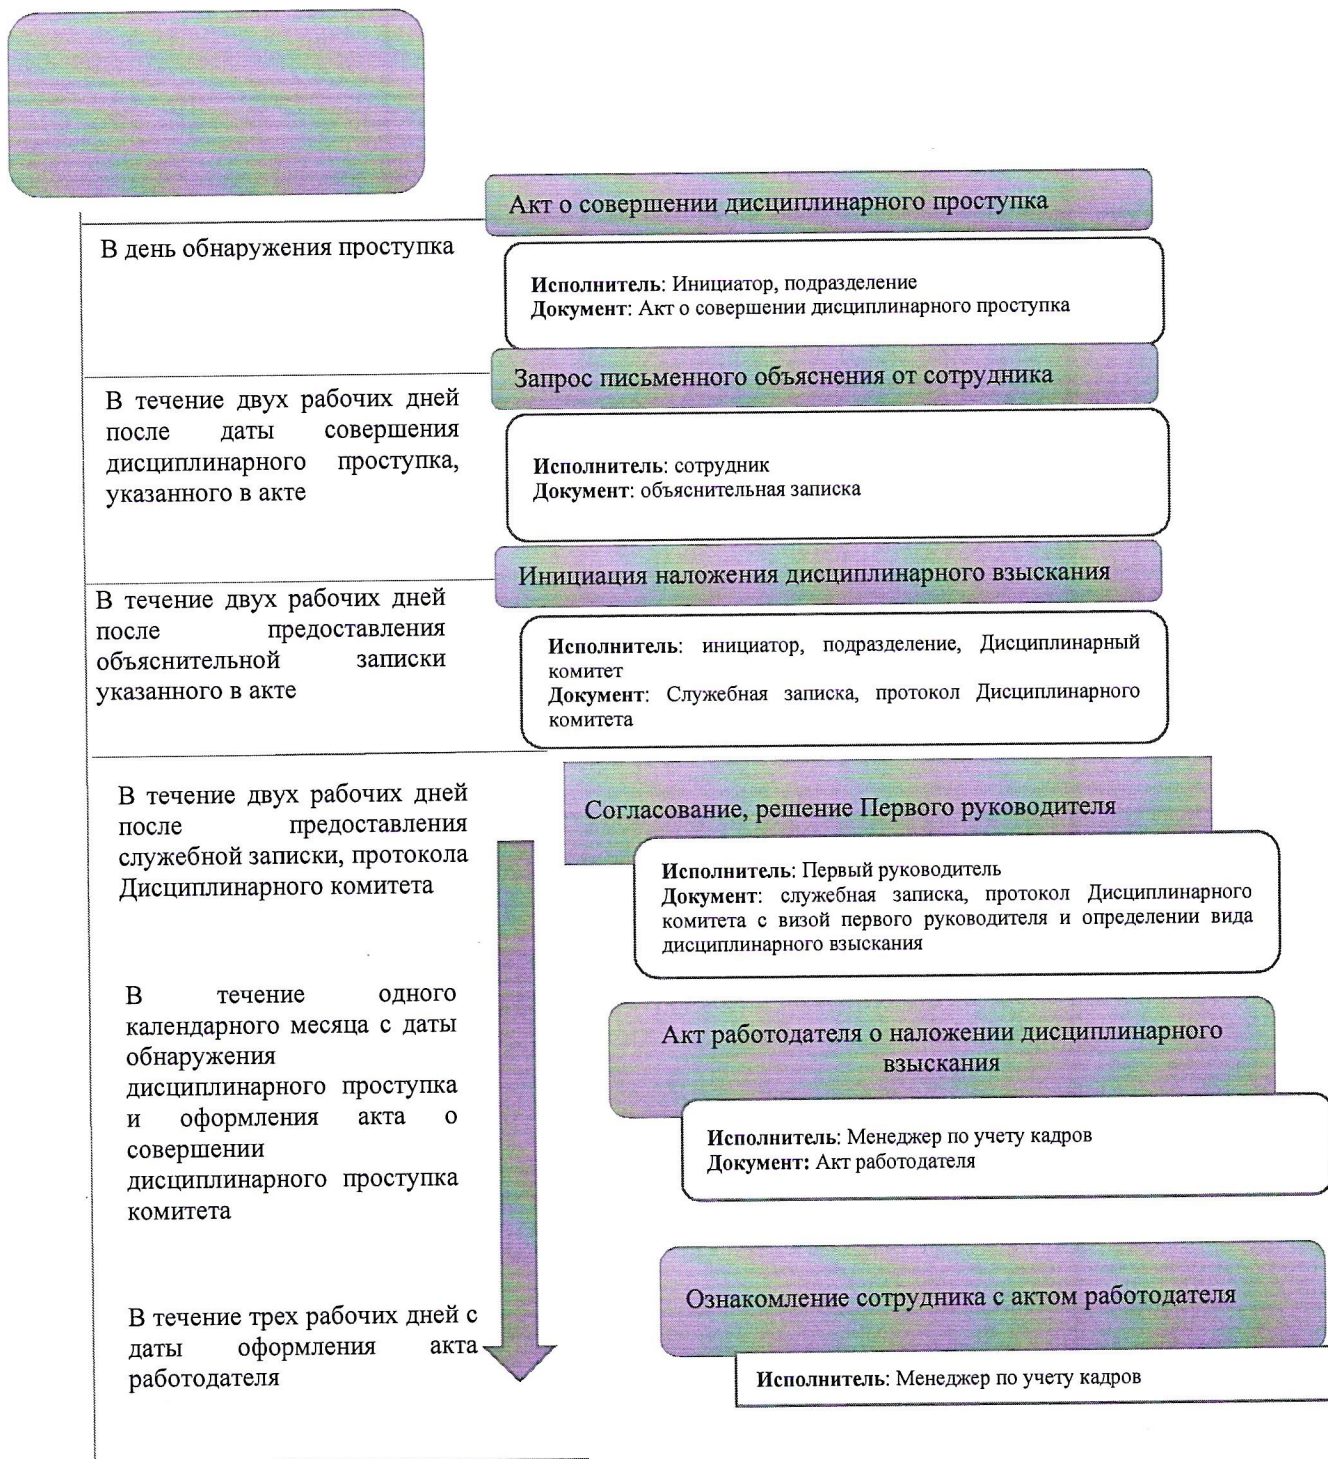 Акт о совершении дисциплинарного проступка
В день обнаружения проступка
Исполнитель: Инициатор, подразделение
Документ: Акт о совершении дисциплинарного проступка
Запрос письменного объяснения от сотрудника
В течение двух рабочих дней
после даты совершения
дисциплинарного проступка,
указанного в акте
Исполнитель: сотрудник
Документ: объяснительная записка
Инициация наложения дисциплинарного взыскания
В течение двух рабочих дней
после предоставления
объяснительной записки
указанного в акте
Исполнитель: инициатор, подразделение, Дисциплинарный
комитет
Документ: Служебная записка, протокол Дисциплинарного
комитета
Согласование, решение Первого руководителя
В течение двух рабочих дней
после предоставления
служебной записки, протокола
Дисциплинарного комитета
Исполнитель: Первый руководитель
Документ: служебная записка, протокол Дисциплинарного
комитета с визой первого руководителя и определении вида
дисциплинарного взыскания
Акт работодателя о наложении дисциплинарного
взыскания
В течение одного
календарного месяца с даты
обнаружения
дисциплинарного проступка
и оформления акта о
совершении
дисциплинарного проступка
комитета
Исполнитель: Менеджер по учету кадров
Документ: Акт работодателя
Ознакомление сотрудника с актом работодателя
В течение трех рабочих дней с
даты оформления акта
работодателя
Исполнитель: Менеджер по учету кадров